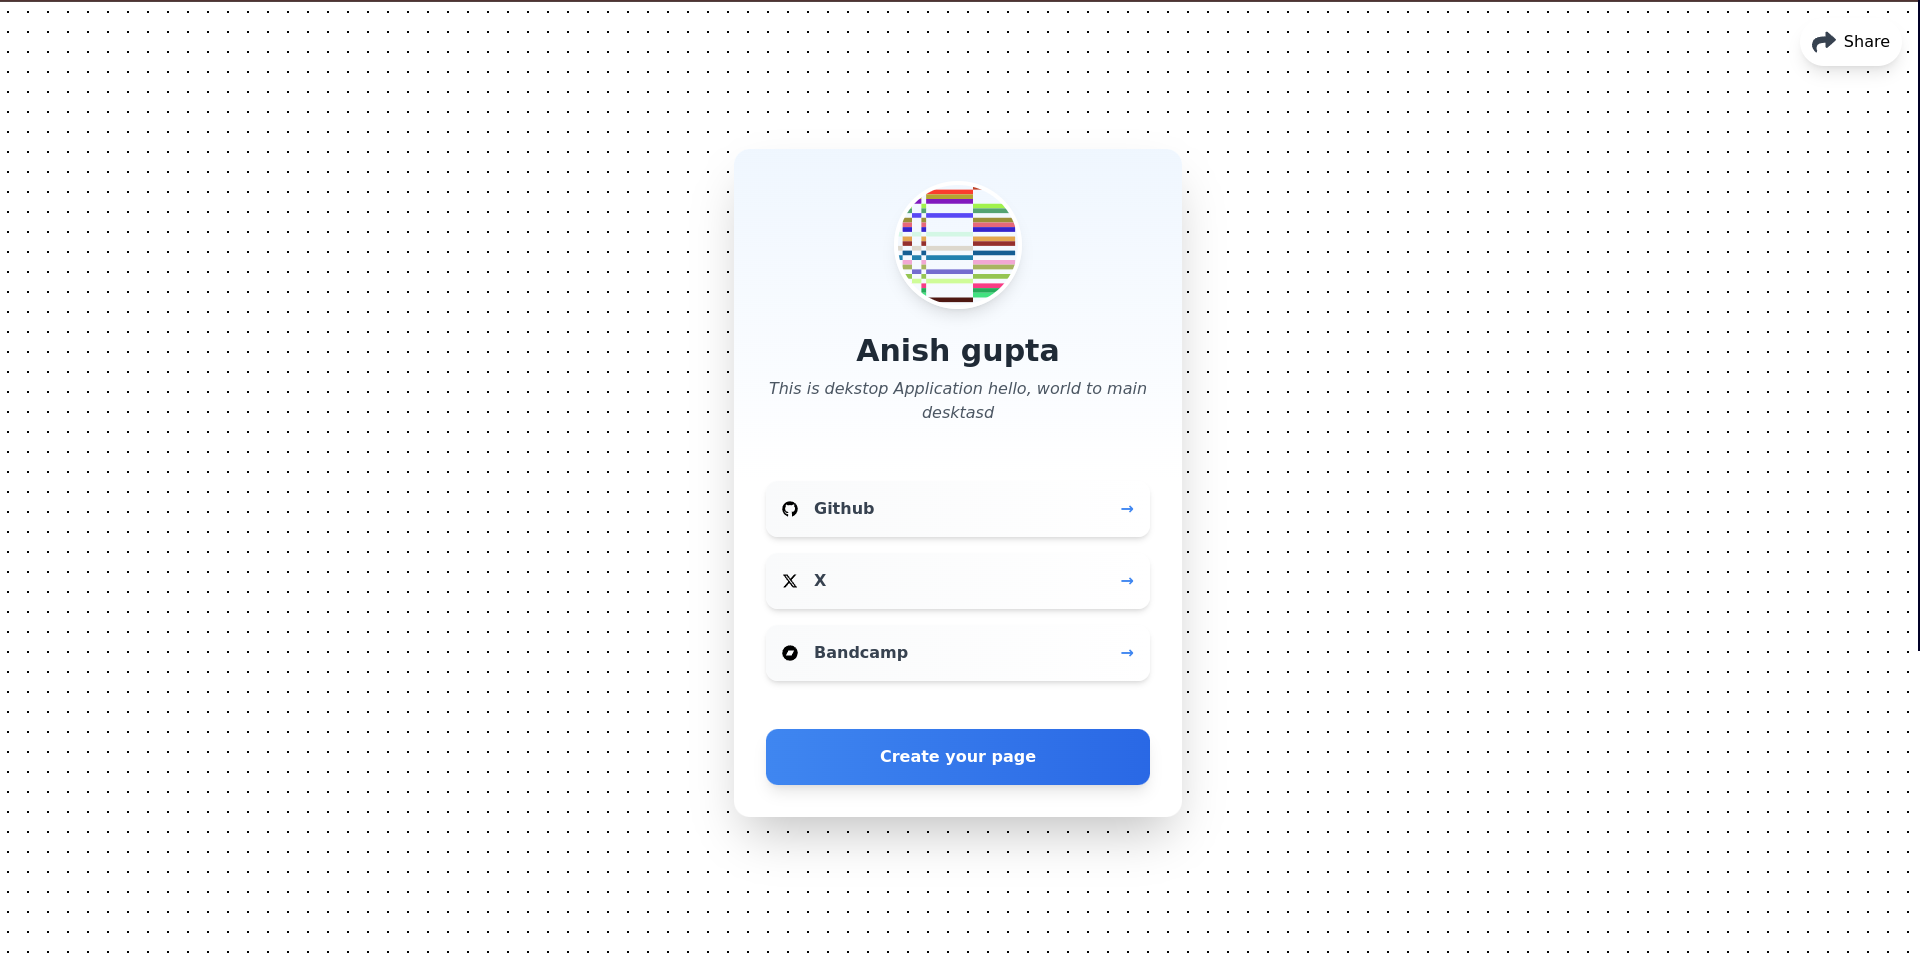 Share
Anish gupta
This is dekstop Application hello, world to main
desktasd
Github →
X →
Bandcamp →
Create your page